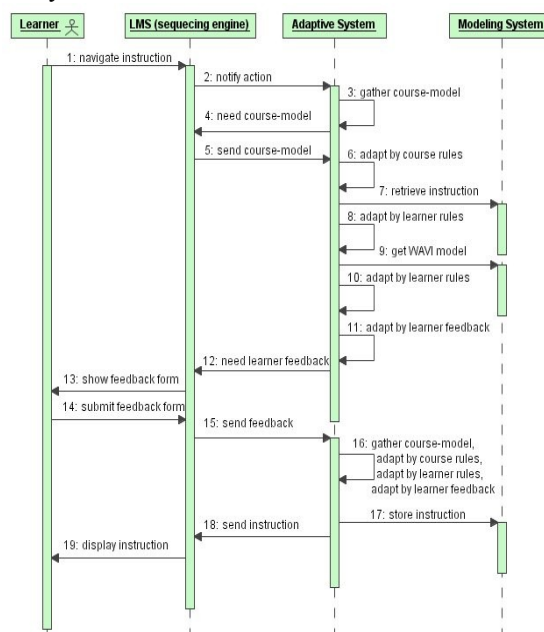 Learner
LMS (sequecing engine)
Adaptive System
Modeling System
1: navigate instruction
2: notify action
3: gather course-model
4: need course-model
5: send course-model
6: adapt by course rules
7: retrieve instruction
8: adapt by learner rules
9: get WAVI model
10: adapt by learner rules
11: adapt by learner feedback
12: need learner feedback
13: show feedback form
14: submit feedback form
15: send feedback
16: gather course-model,
adapt by course rules,
adapt by learner rules,
adapt by learner feedback
17: store instruction
18: send instruction
19: display instruction